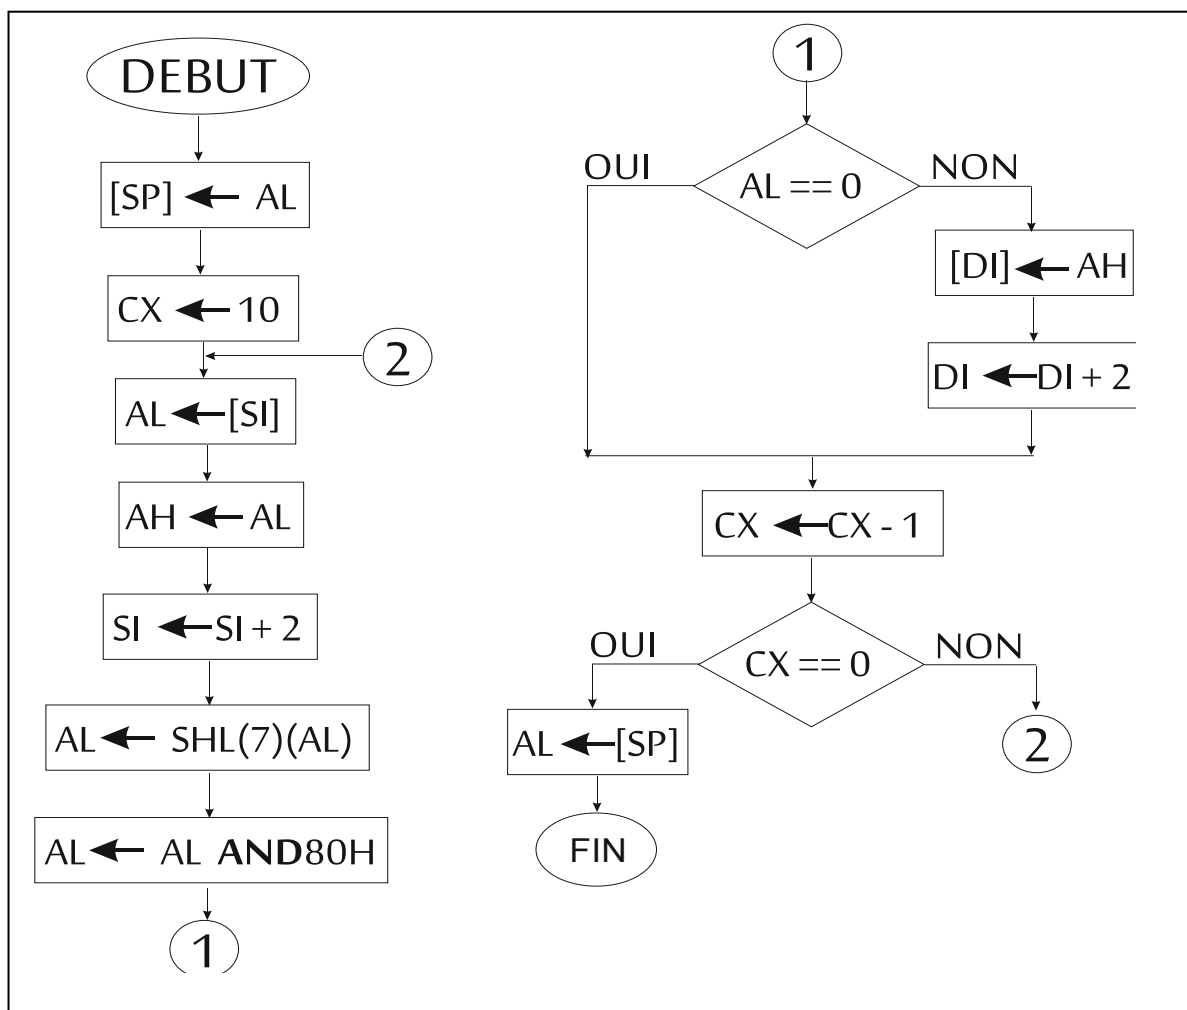 DEBUT
[SP] ← AL
CX ← 10
2
AL ← [SI]
AH ← AL
SI ← SI + 2
AL ← SHL(7)(AL)
AL ← AL AND80H
1
1
OUI
NON
AL == 0
[DI] ← AH
DI ← DI + 2
CX ← CX - 1
OUI
NON
CX == 0
AL ← [SP]
2
FIN